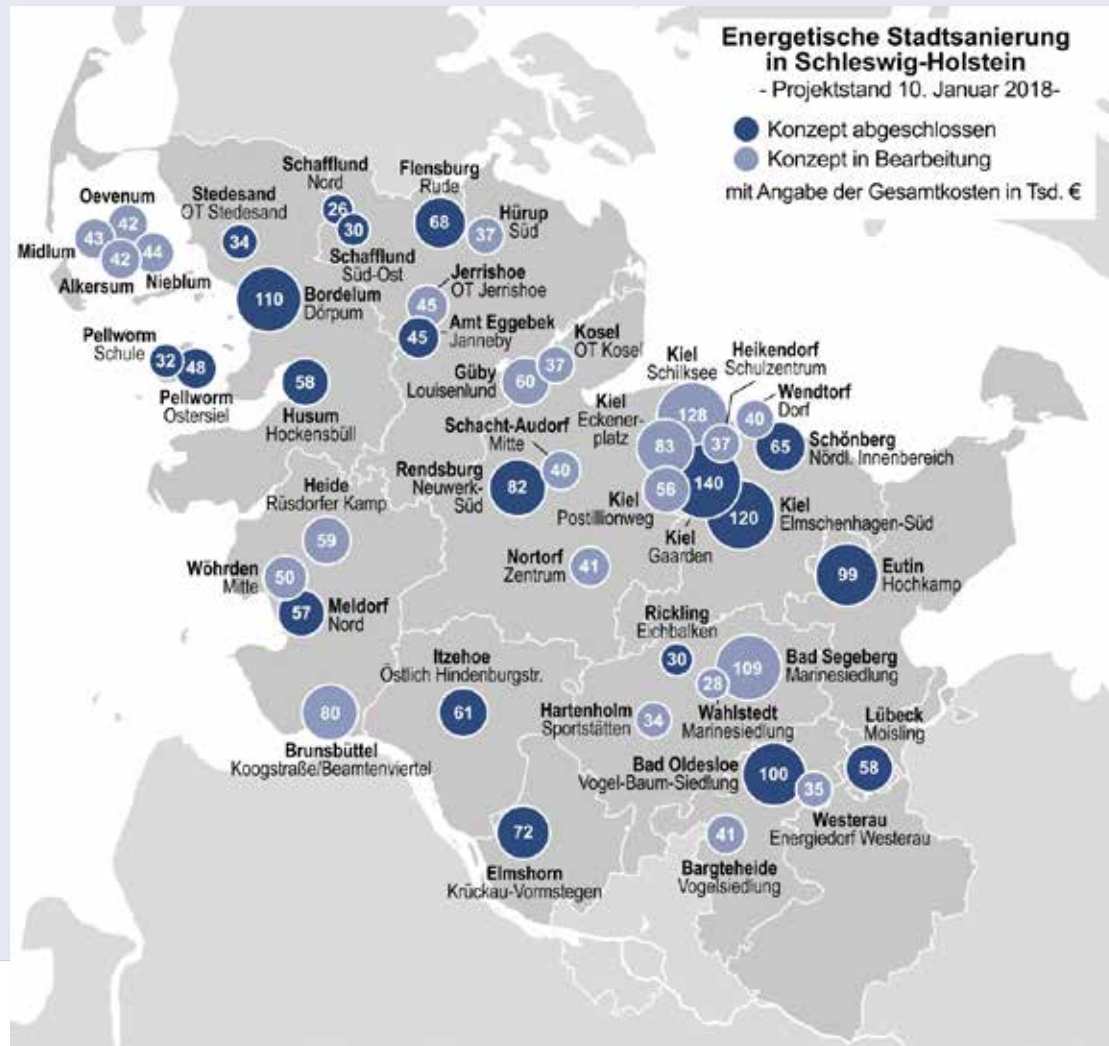 Energetische Stadtsanierung
in Schleswig-Holstein
- Projektstand 10. Januar 2018-
Konzept abgeschlossen
Konzept in Bearbeitung
mit Angabe der Gesamtkosten in Tsd. €
Schafflund
Nord
26
30
Schafflund
Süd-Ost
Flensburg
Rude
68
Hürup
Süd
37
Oevenum
42
Midlum
43
Alkersum
42
Nieblum
44
Stedesand
OT Stedesand
34
Bordelum
Dörpum
110
Jerrishoe
OT Jerrishoe
45
Amt Eggebek
Janneby
45
Pellworm
Schule
32
48
Pellworm
Ostersiel
58
Husum
Hockensbüll
Kosel
OT Kosel
37
Güby
Louisenlund
60
Kiel
Schilksee
128
Heikendorf
Schulzentrum
37
Wendtorf
Dorf
40
Kiel
Eckener-
platz
83
Schönberg
Nördl. Innenbereich
65
Schacht-Audorf
Mitte
40
Rendsburg
Neuwerk-
Süd
82
Kiel
Postillionweg
56
140
Kiel
Gaarden
120
Kiel
Elmschenhagen-Süd
Heide
Rüsdorfer Kamp
59
Wöhrden
Mitte
50
57
Meldorf
Nord
Nortorf
Zentrum
41
99
Eutin
Hochkamp
Rickling
Eichbalken
30
109
Bad Segeberg
Marinesiedlung
28
Wahlstedt
Marinesiedlung
Itzehoe
Östlich Hindenburgstr.
61
Hartenholm
Sportstätten
34
80
Brunsbüttel
Koogstraße/Beamtenviertel
Lübeck
Moisling
58
Bad Oldesloe
Vogel-Baum-Siedlung
100
35
Westerau
Energiedorf Westerau
72
Elmshorn
Krückau-Vormstegen
41
Bargteheide
Vogelsiedlung